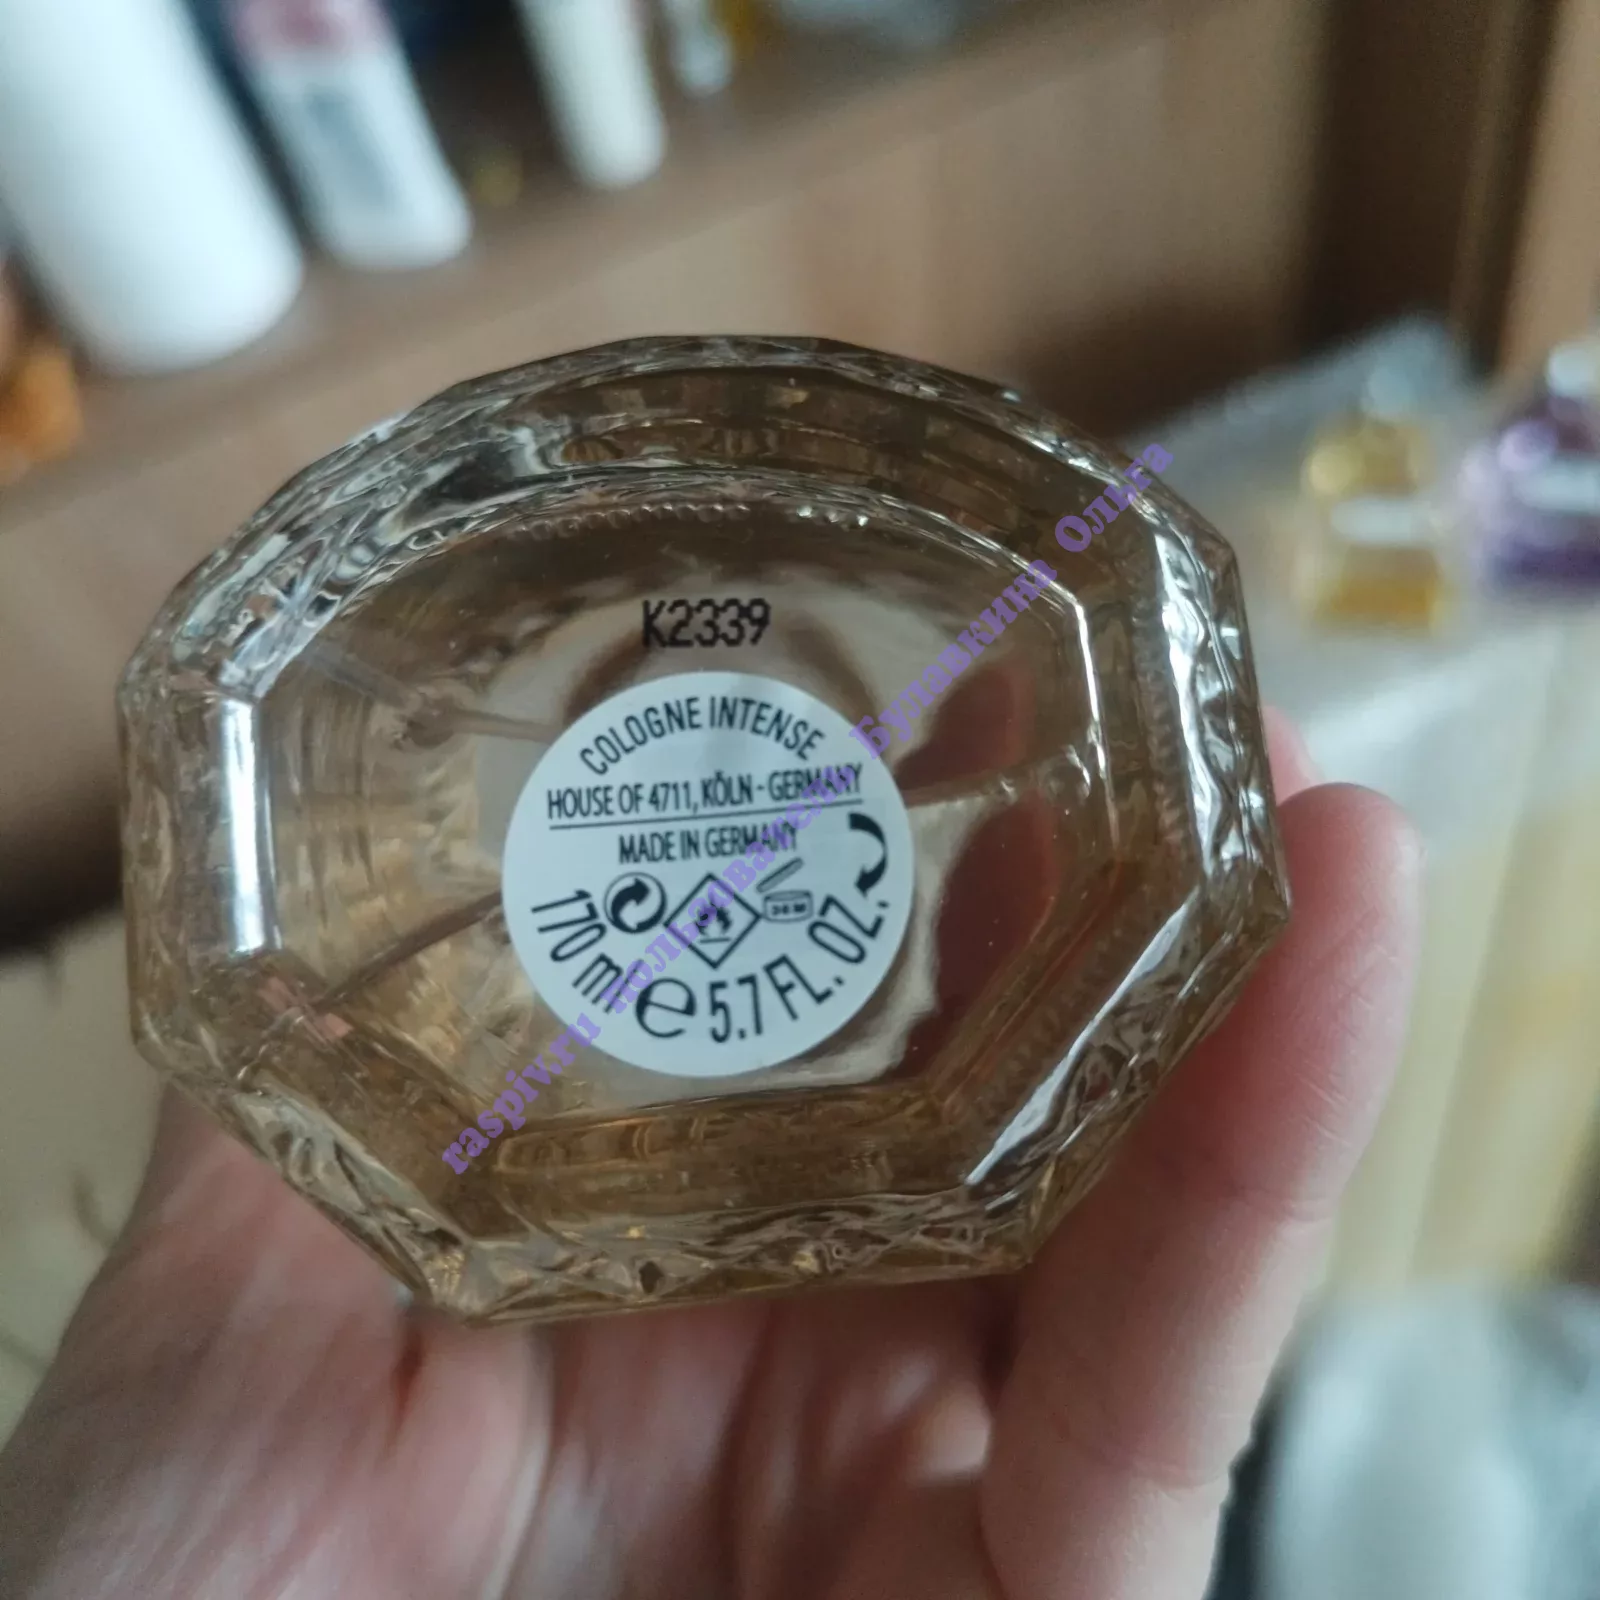 K2339
COLOGNE INTENSE
HOUSE OF 4711, KÖLN - GERMANY
MADE IN GERMANY
170 ml e 5.7 FL. OZ.
raspiv.ru пользователи Булавкина Ольга